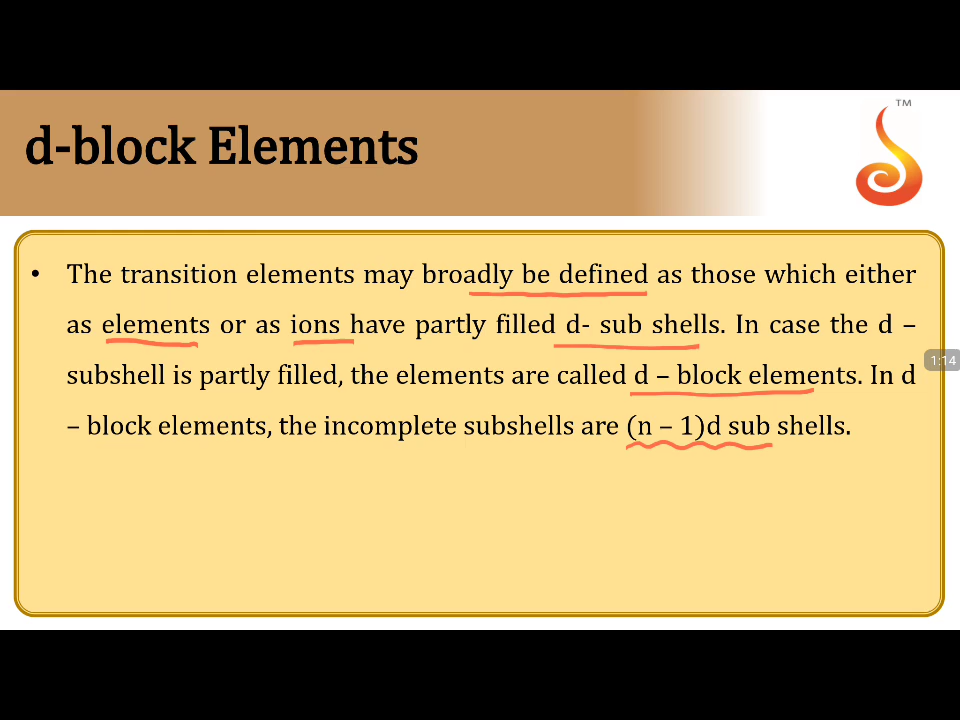 TM
d-block Elements
• The transition elements may broadly be defined as those which either
as elements or as ions have partly filled d- sub shells. In case the d –
subshell is partly filled, the elements are called d – block elements. In d
– block elements, the incomplete subshells are (n – 1)d sub shells.
1:14